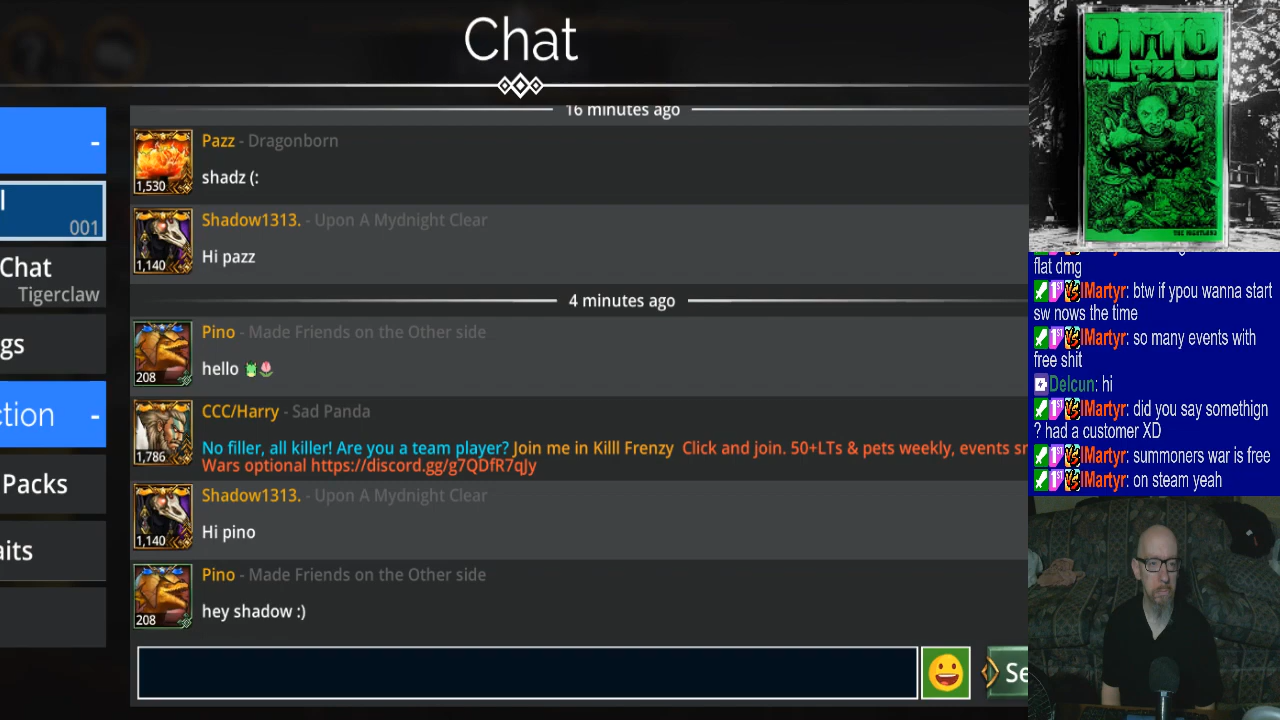 Chat
16 minutes ago
Pazz - Dragonborn
1,530
shadz (:
Shadow1313. - Upon A Mydnight Clear
1,140
Hi pazz
4 minutes ago
Pino - Made Friends on the Other side
208
hello 🐸🌷
CCC/Harry - Sad Panda
1,786
No filler, all killer! Are you a team player? Join me in Killl Frenzy Click and join. 50+LTs & pets weekly, events
Wars optional https://discord.gg/g7QDfR7qJy
Shadow1313. - Upon A Mydnight Clear
1,140
Hi pino
Pino - Made Friends on the Other side
208
hey shadow :)
-
001
Chat
Tigerclaw
-
Packs
flat dmg
1ST lMartyr: btw if ypou wanna start
sw nows the time
1ST lMartyr: so many events with
free shit
Delcun: hi
1ST lMartyr: did you say somethign
? had a customer XD
1ST lMartyr: summoners war is free
1ST lMartyr: on steam yeah